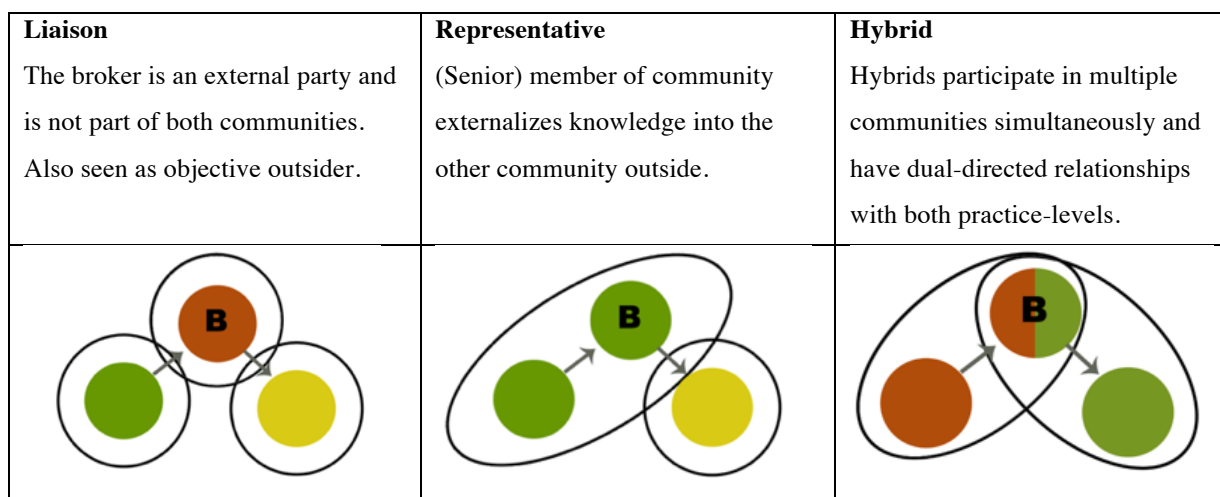 Liaison
The broker is an external party and
is not part of both communities.
Also seen as objective outsider.
Representative
(Senior) member of community
externalizes knowledge into the
other community outside.
Hybrid
Hybrids participate in multiple
communities simultaneously and
have dual-directed relationships
with both practice-levels.
B
B
B